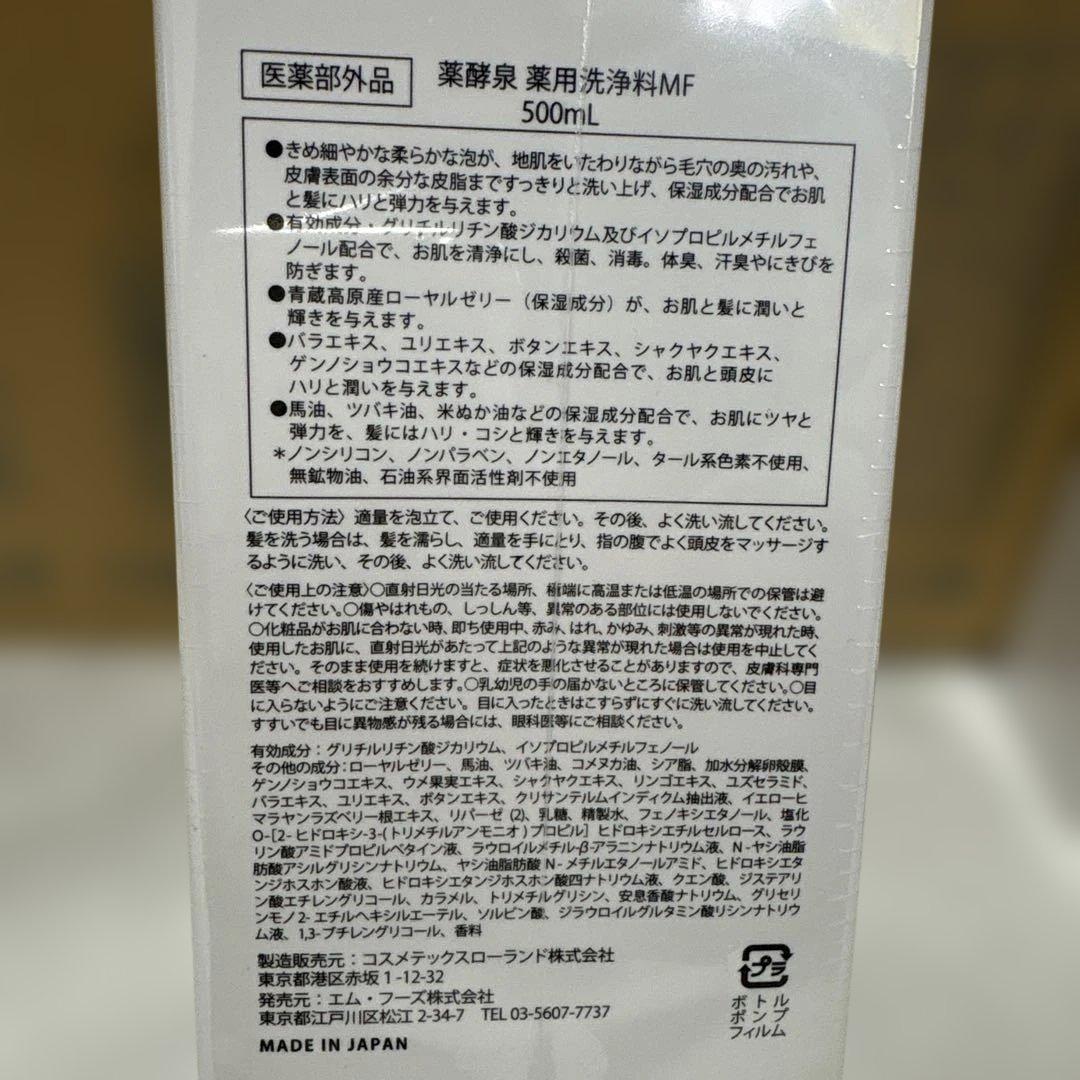 医薬部外品
薬酵泉 薬用洗浄料MF
500mL
●きめ細やかな柔らかな泡が、地肌をいたわりながら毛穴の奥の汚れや、
皮膚表面の余分な皮脂まですっきりと洗い上げ、保湿成分配合でお肌
と髪にハリと弾力を与えます。
●有効成分・グリチルリチン酸ジカリウム及びイソプロピルメチルフェ
ノール配合で、お肌を清浄にし、殺菌、消毒。体臭、汗臭やにきびを
防ぎます。
●青蔵高原産ローヤルゼリー（保湿成分）が、お肌と髪に潤いと
輝きを与えます。
●バラエキス、ユリエキス、ボタンエキス、シャクヤクエキス、
ゲンノショウコエキスなどの保湿成分配合で、お肌と頭皮に
ハリと潤いを与えます。
●馬油、ツバキ油、米ぬか油などの保湿成分配合で、お肌にツヤと
弾力を、髪にはハリ・コシと輝きを与えます。
＊ノンシリコン、ノンパラベン、ノンエタノール、タール系色素不使用、
無鉱物油、石油系界面活性剤不使用
〈ご使用方法〉適量を泡立て、ご使用ください。その後、よく洗い流してください。
髪を洗う場合は、髪を濡らし、適量を手にとり、指の腹でよく頭皮をマッサージす
るように洗い、その後、よく洗い流してください。
〈ご使用上の注意〉○直射日光の当たる場所、極端に高温または低温の場所での保管は避
けてください。○傷やはれもの、しっしん等、異常のある部位には使用しないでください。
○化粧品がお肌に合わない時、即ち使用中、赤み、はれ、かゆみ、刺激等の異常が現れた時、
使用したお肌に、直射日光があたって上記のような異常が現れた場合は使用を中止してく
ださい。そのまま使用を続けますと、症状を悪化させることがありますので、皮膚科専門
医等へご相談をおすすめします。○乳幼児の手の届かないところに保管してください。○目
に入らないようにご注意ください。目に入ったときはこすらずにすぐに洗い流してください。
すすいでも目に異物感が残る場合には、眼科医等にご相談ください。
有効成分：グリチルリチン酸ジカリウム、イソプロピルメチルフェノール
その他の成分：ローヤルゼリー、馬油、ツバキ油、コメヌカ油、シア脂、加水分解卵殻膜、
ゲンノショウコエキス、ウメ果実エキス、シャクヤクエキス、リンゴエキス、ユズセラミド、
バラエキス、ユリエキス、ボタンエキス、クリサンテルムインディクム抽出液、イエローヒ
マラヤンラズベリー根エキス、リパーゼ (2)、乳糖、精製水、フェノキシエタノール、塩化
O-[2-ヒドロキシ-3-(トリメチルアンモニオ)プロピル] ヒドロキシエチルセルロース、ラウ
リン酸アミドプロピルベタイン液、ラウロイルメチル-β-アラニンナトリウム液、N-ヤシ油脂
肪酸アシルグリシンナトリウム、ヤシ油脂肪酸 N-メチルエタノールアミド、ヒドロキシエタ
ンジホスホン酸液、ヒドロキシエタンジホスホン酸四ナトリウム液、クエン酸、ジステアリ
ン酸エチレングリコール、カラメル、トリメチルグリシン、安息香酸ナトリウム、グリセリ
ンモノ 2-エチルヘキシルエーテル、ソルビン酸、ジラウロイルグルタミン酸リシンナトリウ
ム液、1,3-ブチレングリコール、香料
製造販売元：コスメテックスローランド株式会社
東京都港区赤坂 1-12-32
発売元：エム・フーズ株式会社
東京都江戸川区松江 2-34-7 TEL 03-5607-7737
MADE IN JAPAN
プラ
ボトル
ポンプ
フィルム